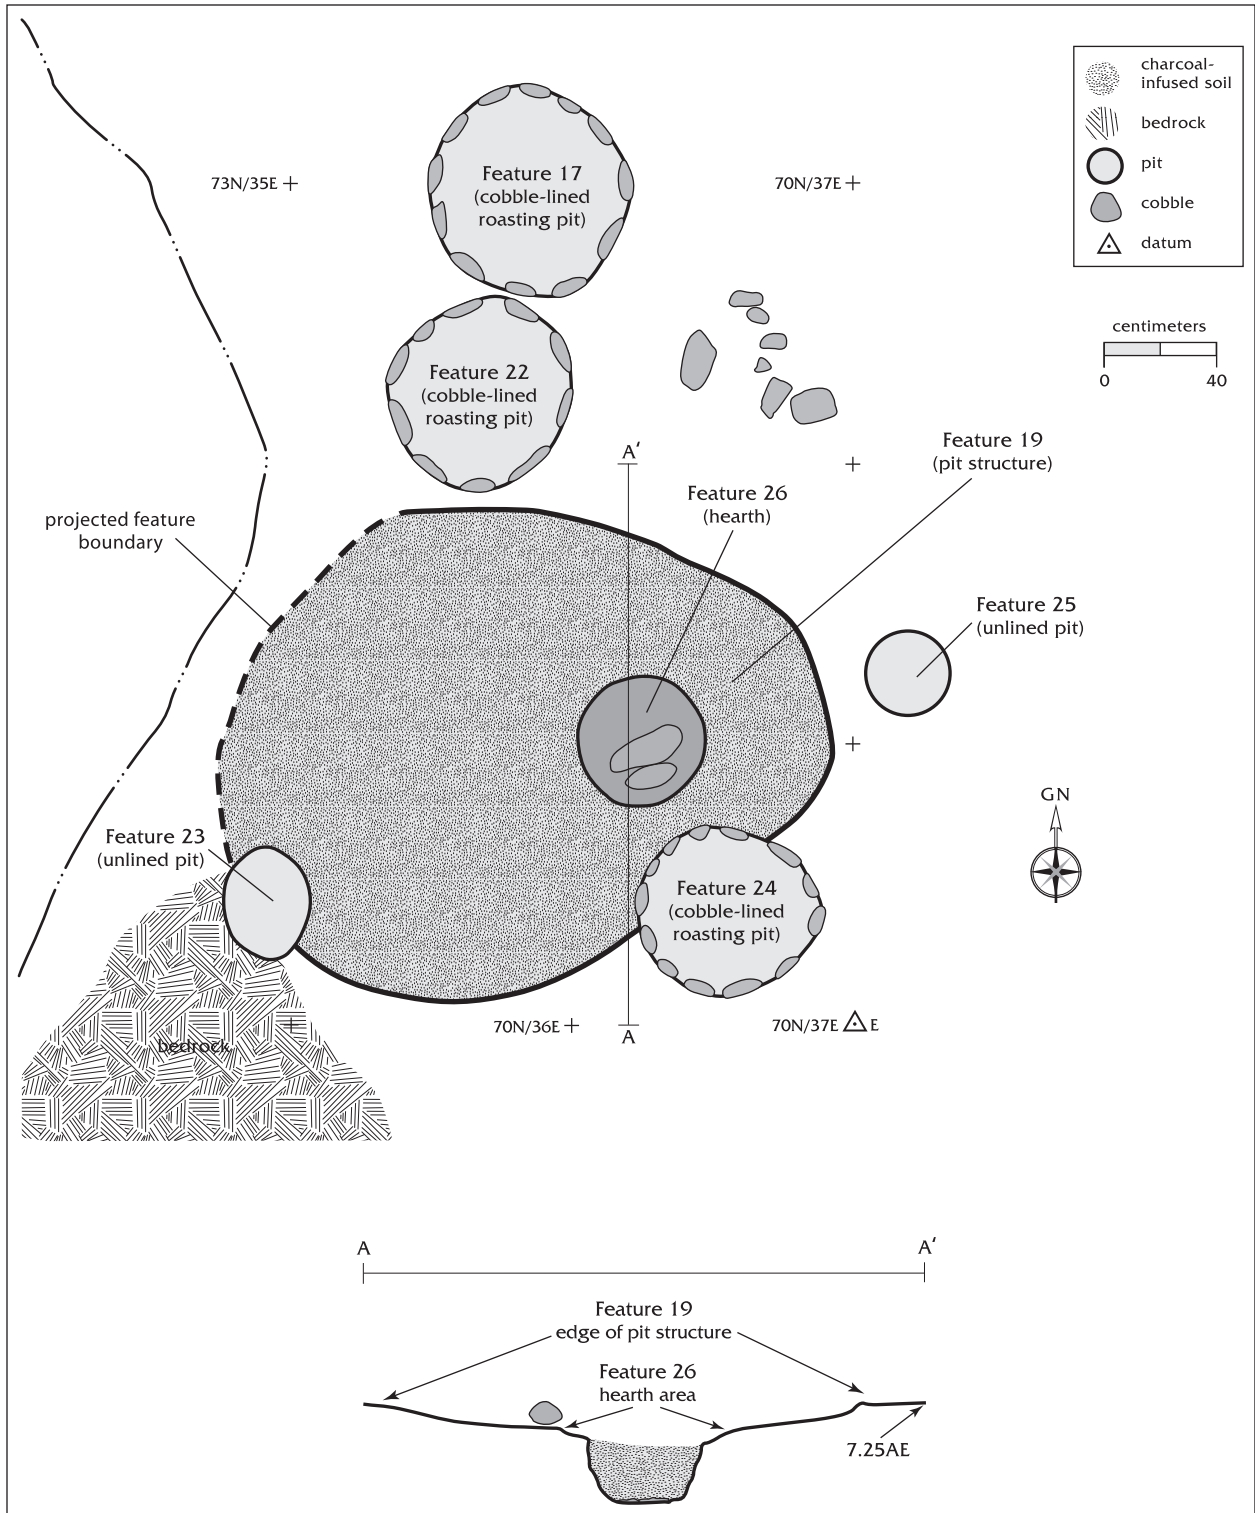 charcoal-
infused soil
bedrock
pit
cobble
datum
centimeters
0 40
Feature 17
(cobble-lined
roasting pit)
73N/35E
70N/37E
Feature 22
(cobble-lined
roasting pit)
A'
Feature 19
(pit structure)
Feature 26
(hearth)
projected feature
boundary
Feature 25
(unlined pit)
GN
Feature 23
(unlined pit)
Feature 24
(cobble-lined
roasting pit)
bedrock
70N/36E
A
70N/37E E
A A'
Feature 19
edge of pit structure
Feature 26
hearth area
7.25AE